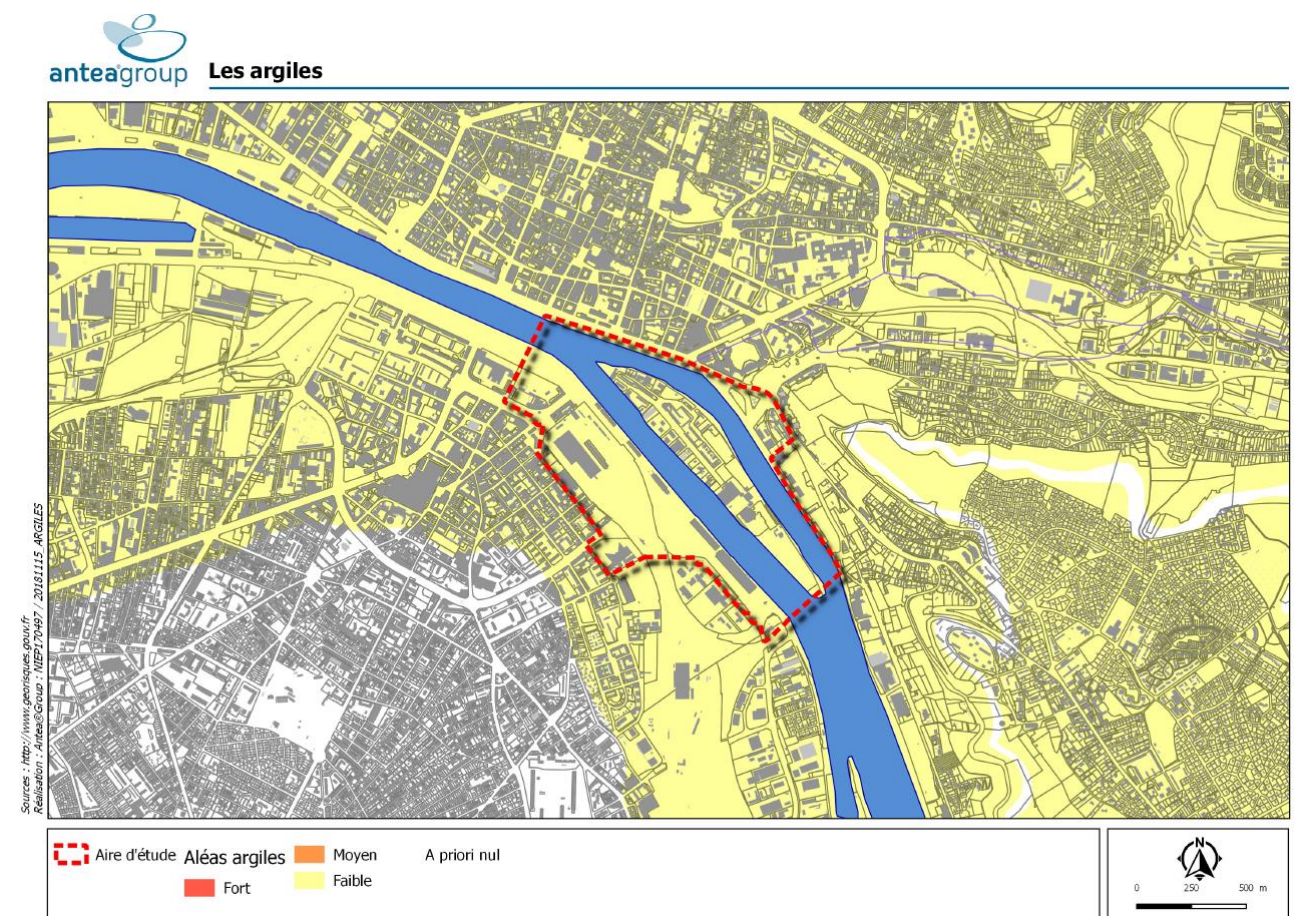 anteagroup
Les argiles
Sources : http://www.georisques.gouv.fr
Réalisation : Antea®Group : NIEP170497 / 20181115_ARGILES
Aire d'étude
Aléas argiles
Fort
Moyen
Faible
A priori nul
N
0 250 500 m